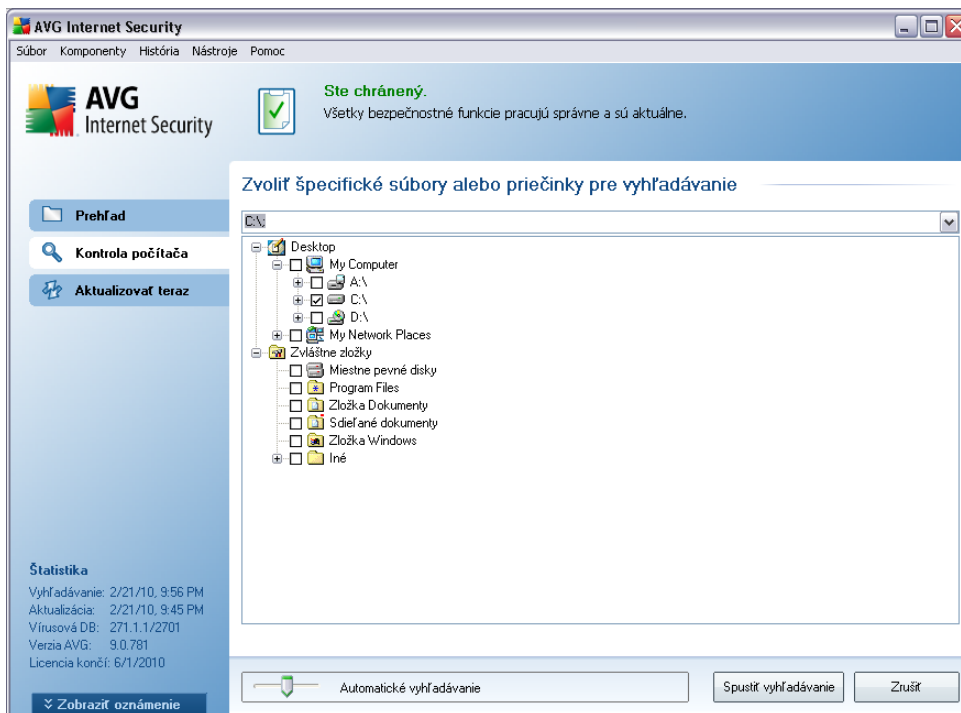 AVG Internet Security
Súbor Komponenty História Nástroje Pomoc
AVG
Internet Security
Ste chránený.
Všetky bezpečnostné funkcie pracujú správne a sú aktuálne.
Prehľad
Kontrola počítača
Aktualizovať teraz
Zvoliť špecifické súbory alebo priečinky pre vyhľadávanie
C:\;
Desktop
My Computer
A:\
C:\
D:\
My Network Places
Zvláštne zložky
Miestne pevné disky
Program Files
Zložka Dokumenty
Sdieľané dokumenty
Zložka Windows
Iné
Štatistika
Vyhľadávanie: 2/21/10, 9:56 PM
Aktualizácia: 2/21/10, 9:45 PM
Vírusová DB: 271.1.1/2701
Verzia AVG: 9.0.781
Licencia končí: 6/1/2010
Zobraziť oznámenie
Automatické vyhľadávanie
Spustiť vyhľadávanie
Zrušiť